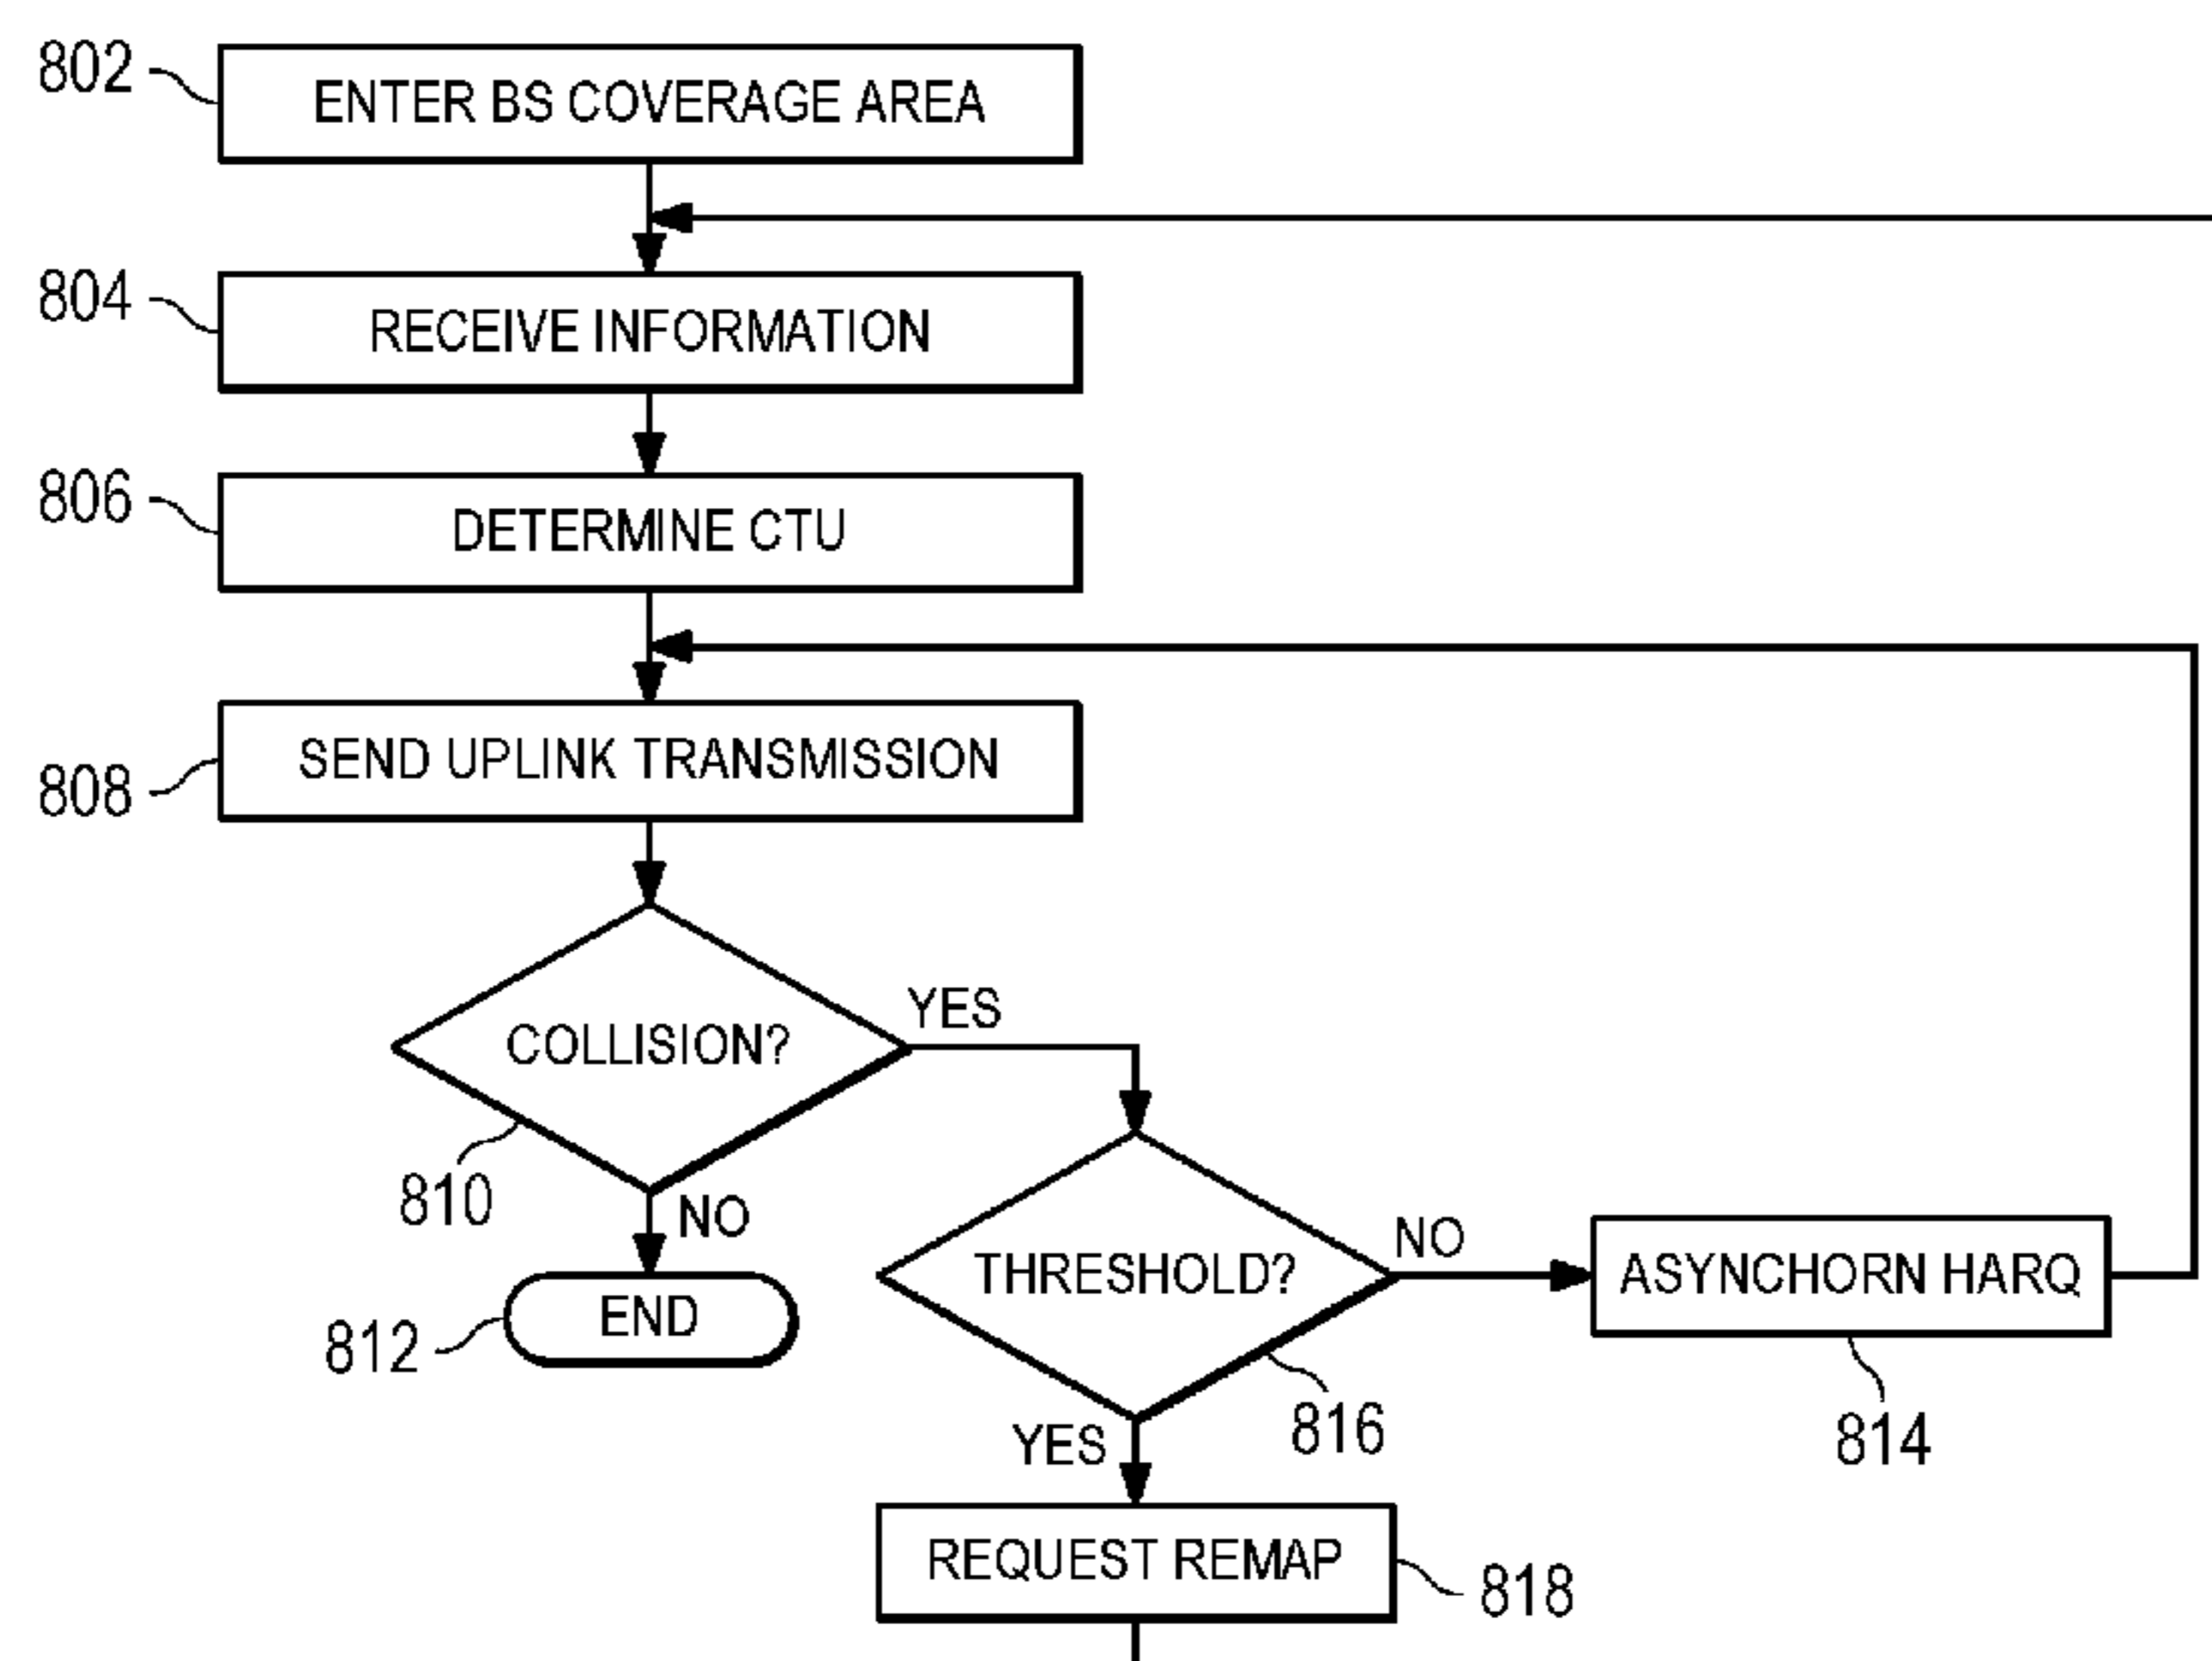 802
ENTER BS COVERAGE AREA
804
RECEIVE INFORMATION
806
DETERMINE CTU
808
SEND UPLINK TRANSMISSION
COLLISION?
YES
810
NO
812
END
THRESHOLD?
NO
ASYNCHORN HARQ
816
814
YES
REQUEST REMAP
818